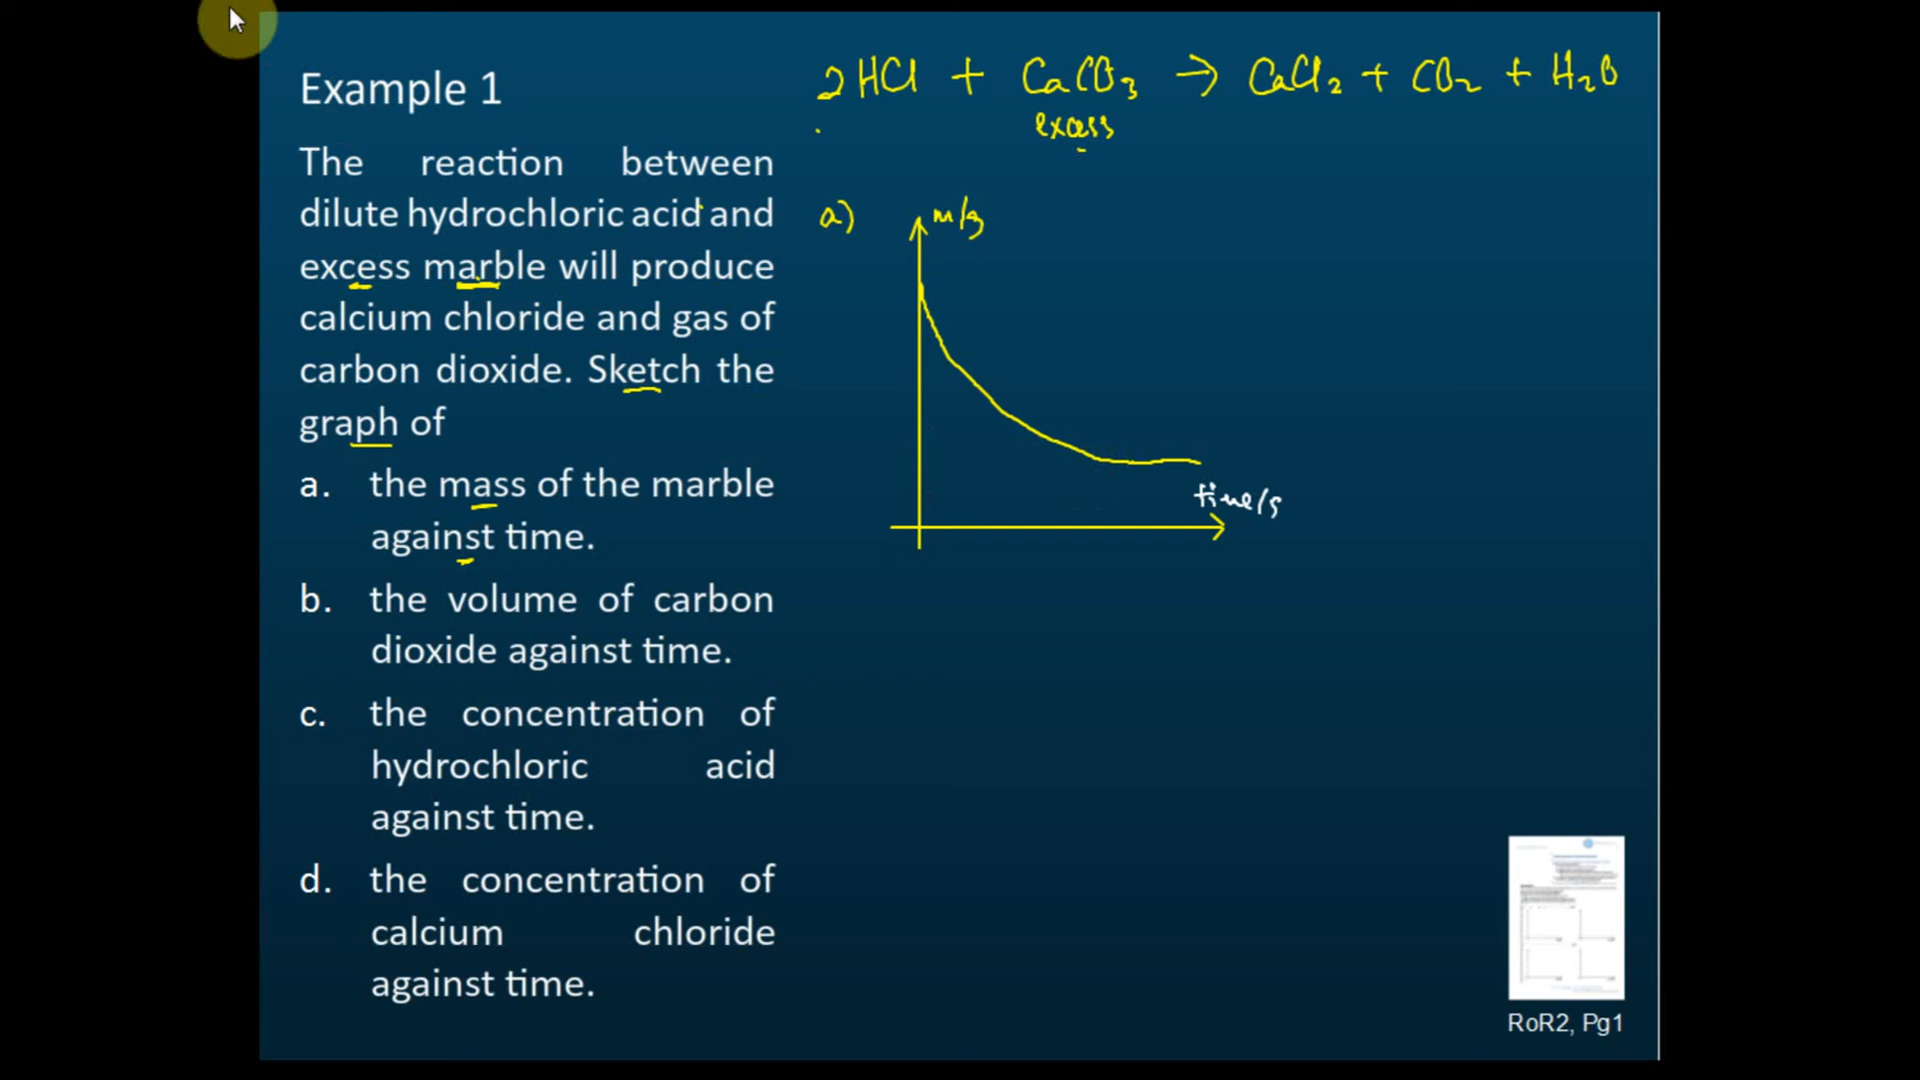 Example 1
The reaction between
dilute hydrochloric acid and
excess marble will produce
calcium chloride and gas of
carbon dioxide. Sketch the
graph of
a. the mass of the marble
against time.
b. the volume of carbon
dioxide against time.
c. the concentration of
hydrochloric acid
against time.
d. the concentration of
calcium chloride
against time.
2HCl + CaCO3 → CaCl2 + CO2 + H2O
excess
a) m/g
time/s
RoR2, Pg1